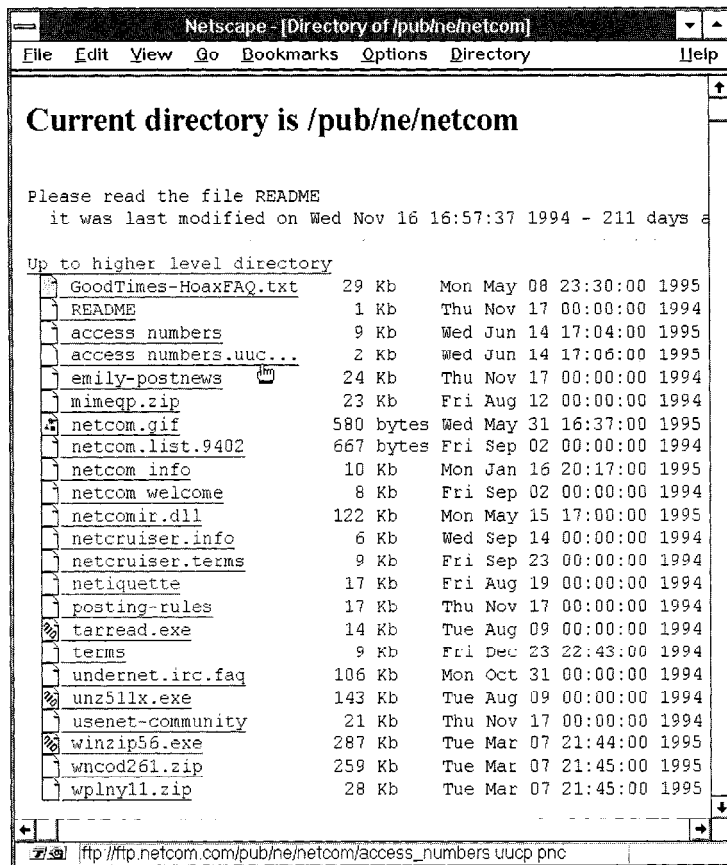 Netscape - [Directory of /pub/ne/netcom]
File Edit View Go Bookmarks Options Directory Help
Current directory is /pub/ne/netcom
Please read the file README
it was last modified on Wed Nov 16 16:57:37 1994 - 211 days a
Up to higher level directory
GoodTimes-HoaxFAQ.txt 29 Kb Mon May 08 23:30:00 1995
README 1 Kb Thu Nov 17 00:00:00 1994
access numbers 9 Kb Wed Jun 14 17:04:00 1995
access numbers.uuc... 2 Kb Wed Jun 14 17:06:00 1995
emily-postnews 24 Kb Thu Nov 17 00:00:00 1994
mimeqp.zip 23 Kb Fri Aug 12 00:00:00 1994
netcom.gif 580 bytes Wed May 31 16:37:00 1995
netcom.list.9402 667 bytes Fri Sep 02 00:00:00 1994
netcom info 10 Kb Mon Jan 16 20:17:00 1995
netcom welcome 8 Kb Fri Sep 02 00:00:00 1994
netcomir.dll 122 Kb Mon May 15 17:00:00 1995
netcruiser.info 6 Kb Wed Sep 14 00:00:00 1994
netcruiser.terms 9 Kb Fri Sep 23 00:00:00 1994
netiquette 17 Kb Fri Aug 19 00:00:00 1994
posting-rules 17 Kb Thu Nov 17 00:00:00 1994
tarread.exe 14 Kb Tue Aug 09 00:00:00 1994
terms 9 Kb Fri Dec 23 22:43:00 1994
undernet.irc.faq 106 Kb Mon Oct 31 00:00:00 1994
unz511x.exe 143 Kb Tue Aug 09 00:00:00 1994
usenet-community 21 Kb Thu Nov 17 00:00:00 1994
winzip56.exe 287 Kb Tue Mar 07 21:44:00 1995
wncod261.zip 259 Kb Tue Mar 07 21:45:00 1995
wplny11.zip 28 Kb Tue Mar 07 21:45:00 1995
ftp://ftp.netcom.com/pub/ne/netcom/access_numbers uucp pnc